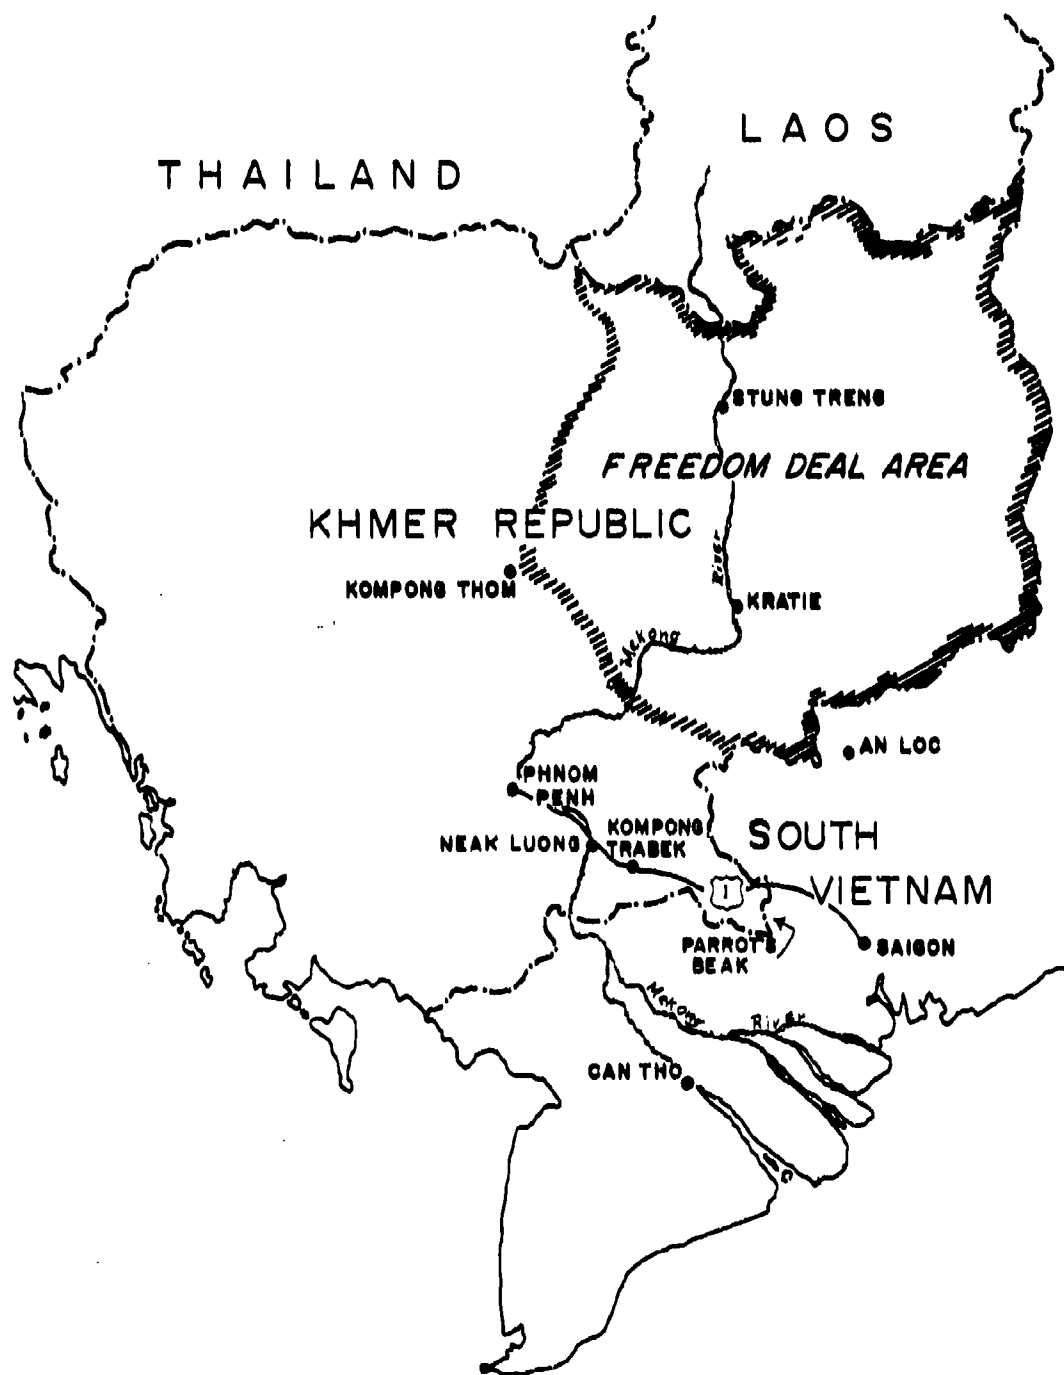 LAOS
THAILAND
STUNG TRENG
FREEDOM DEAL AREA
KHMER REPUBLIC
River
KOMPONG THOM
KRATIE
Mekong
AN LOC
PHNOM
PENH
KOMPONG
TRABEK
NEAK LUONG
SOUTH
VIETNAM
1
PARROT'S
BEAK
SAIGON
Mekong
River
CAN THO